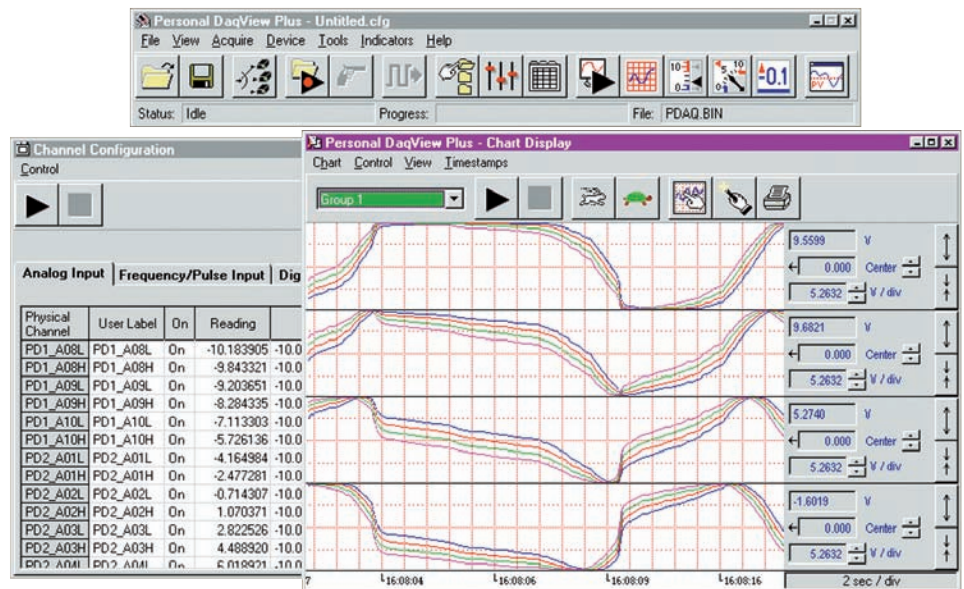 Personal DaqView Plus - Untitled.cfg
File View Acquire Device Tools Indicators Help
Status: Idle Progress: File: PDAQ.BIN
Channel Configuration
Control
Analog Input Frequency/Pulse Input Dig
Physical Channel User Label On Reading
PD1_A08L PD1_A08L On -10.183905 -10.0
PD1_A08H PD1_A08H On -9.843321 -10.0
PD1_A09L PD1_A09L On -9.203651 -10.0
PD1_A09H PD1_A09H On -8.284335 -10.0
PD1_A10L PD1_A10L On -7.113303 -10.0
PD1_A10H PD1_A10H On -5.726136 -10.0
PD2_A01L PD2_A01L On -4.164984 -10.0
PD2_A01H PD2_A01H On -2.477281 -10.0
PD2_A02L PD2_A02L On -0.714307 -10.0
PD2_A02H PD2_A02H On 1.070371 -10.0
PD2_A03L PD2_A03L On 2.822526 -10.0
PD2_A03H PD2_A03H On 4.488920 -10.0
PD2_A04L PD2_A04L On 6.018921 -10.0
Personal DaqView Plus - Chart Display
Chart Control View Timestamps
Group 1
9.5599 V
0.000 Center
5.2632 V / div
9.6821 V
0.000 Center
5.2632 V / div
5.2740 V
0.000 Center
5.2632 V / div
-1.6019 V
0.000 Center
5.2632 V / div
7 16:08:04 16:08:06 16:08:09 16:08:16 2 sec / div